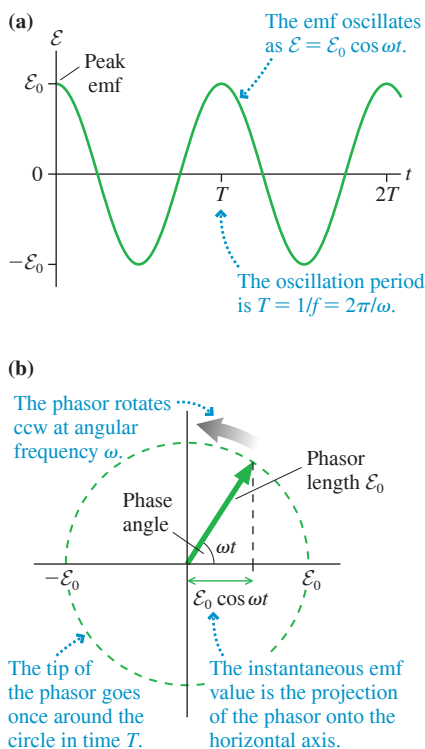 (a)
ℰ
The emf oscillates
as ℰ = ℰ₀ cos ωt.
Peak
emf
ℰ₀
0
t
T
2T
−ℰ₀
The oscillation period
is T = 1/f = 2π/ω.
(b)
The phasor rotates
ccw at angular
frequency ω.
Phasor
length ℰ₀
Phase
angle
ωt
−ℰ₀
ℰ₀
ℰ₀ cos ωt
The tip of
the phasor goes
once around the
circle in time T.
The instantaneous emf
value is the projection
of the phasor onto the
horizontal axis.